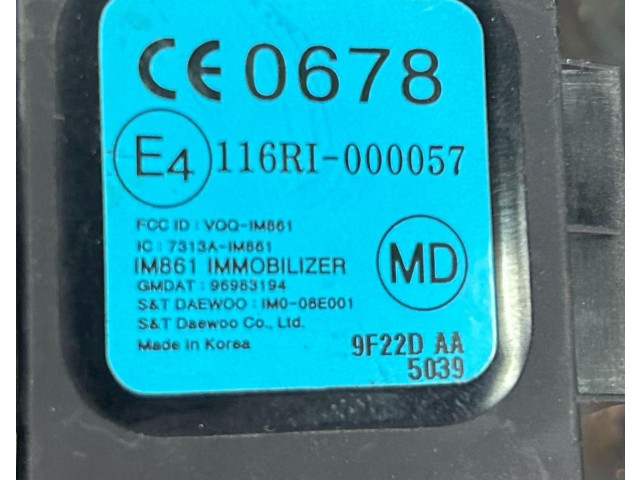 CE 0678
E4 116RI-000057
FCC ID : VOQ-IM861
IC : 7313A-IM861
IM861 IMMOBILIZER
GMDAT : 96983194
S&T DAEWOO : IM0-08E001
S&T Daewoo Co., Ltd.
Made in Korea
MD
9F22D AA
5039